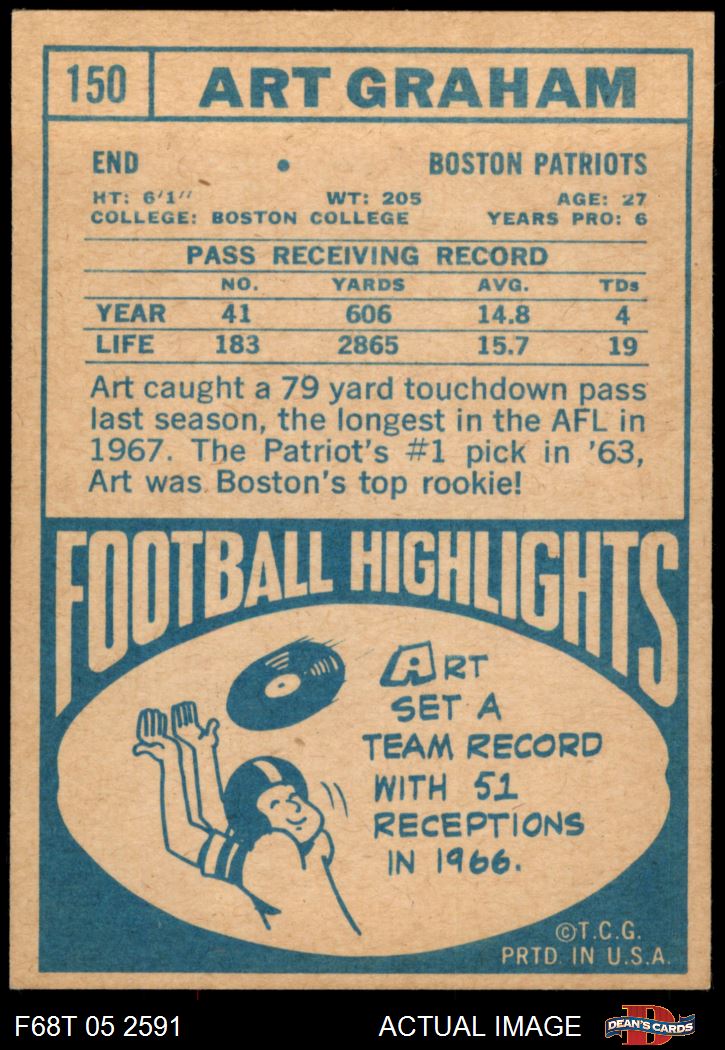 150 ART GRAHAM
END • BOSTON PATRIOTS
HT: 6'1" WT: 205 AGE: 27
COLLEGE: BOSTON COLLEGE YEARS PRO: 6
PASS RECEIVING RECORD
NO. YARDS AVG. TDs
YEAR 41 606 14.8 4
LIFE 183 2865 15.7 19
Art caught a 79 yard touchdown pass
last season, the longest in the AFL in
1967. The Patriot's #1 pick in '63,
Art was Boston's top rookie!
FOOTBALL HIGHLIGHTS
ART
SET A
TEAM RECORD
WITH 51
RECEPTIONS
IN 1966.
©T.C.G.
PRTD. IN U.S.A.
F68T 05 2591 ACTUAL IMAGE D DEAN'S CARDS